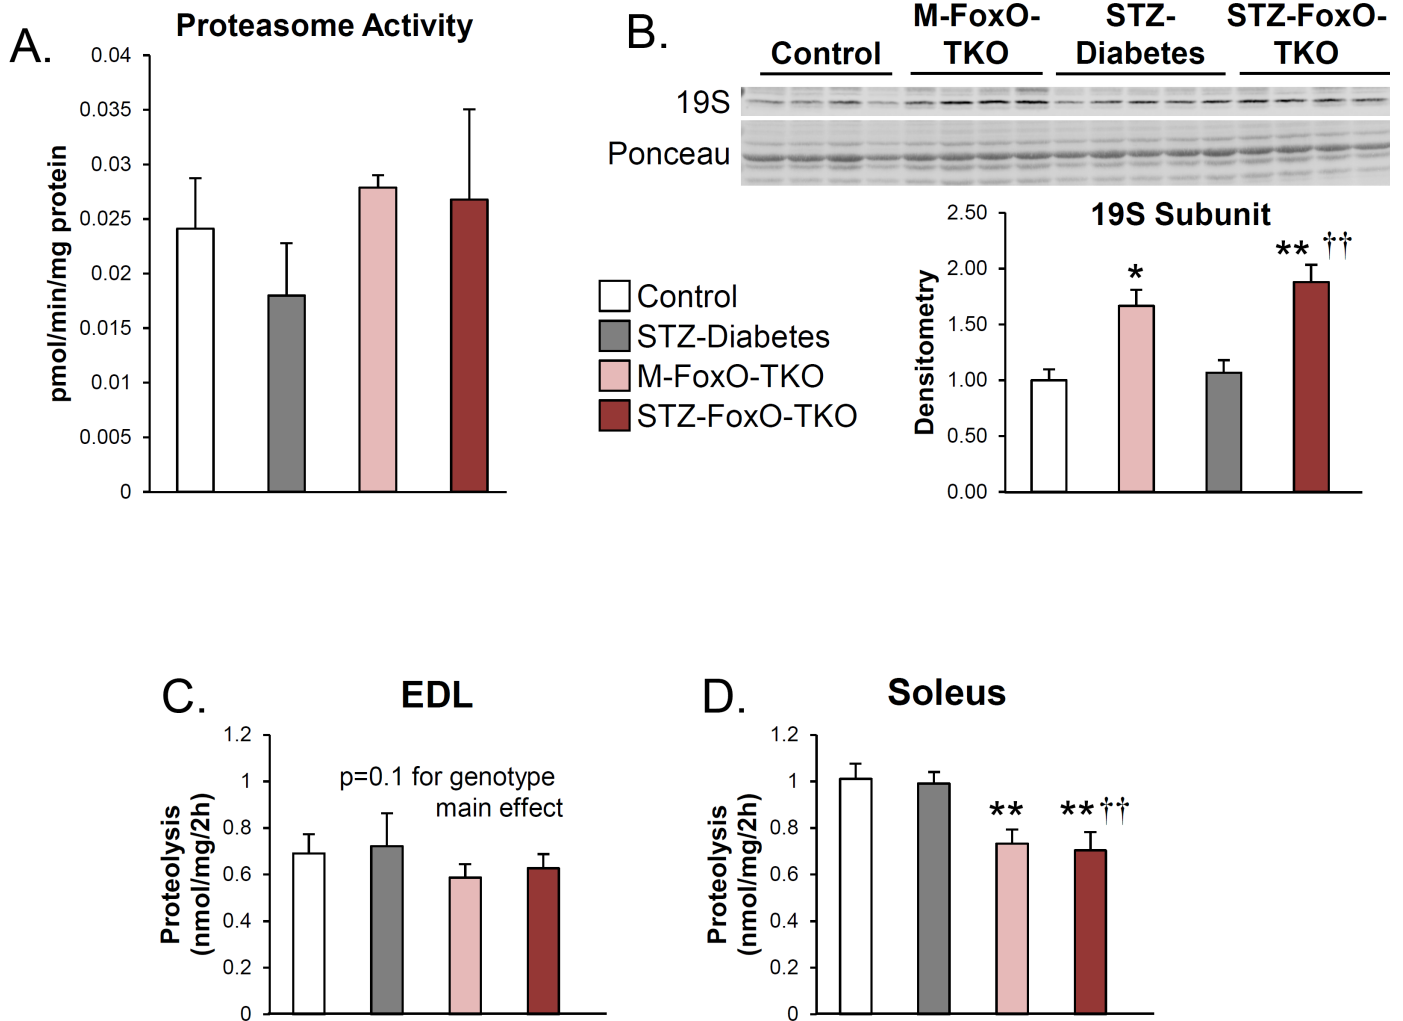 A.
Proteasome Activity
pmol/min/mg protein
0.04
0.035
0.03
0.025
0.02
0.015
0.01
0.005
0
B.
Control
M-FoxO-
TKO
STZ-
Diabetes
STZ-FoxO-
TKO
19S
Ponceau
Control
STZ-Diabetes
M-FoxO-TKO
STZ-FoxO-TKO
19S Subunit
Densitometry
2.50
2.00
1.50
1.00
0.50
0.00
*
** ††
C.
EDL
Proteolysis
(nmol/mg/2h)
1.2
1
0.8
0.6
0.4
0.2
0
p=0.1 for genotype
main effect
D.
Soleus
Proteolysis
(nmol/mg/2h)
1.2
1
0.8
0.6
0.4
0.2
0
**
**††